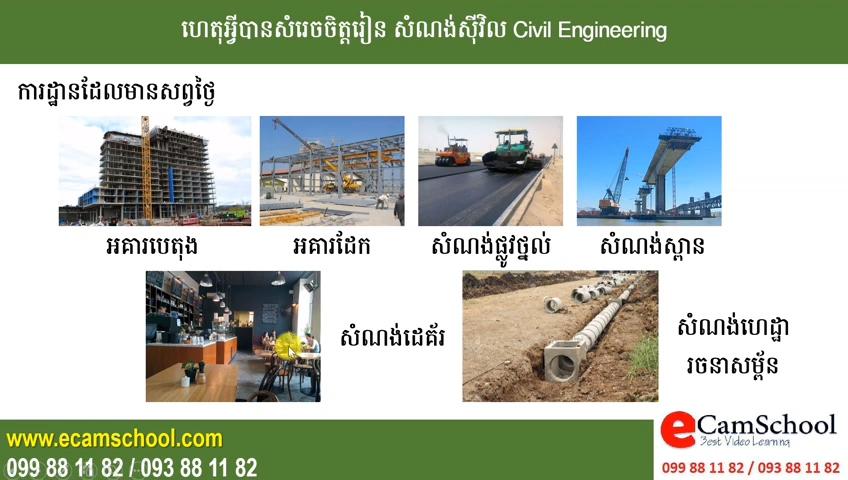 ហេតុអ្វីបានសំរេចចិត្តរៀន សំណង់ស៊ីវិល Civil Engineering
ការដ្ឋានដែលមានសព្វថ្ងៃ
អគារបេតុង
អគារដែក
សំណង់ផ្លូវថ្នល់
សំណង់ស្ពាន
សំណង់ដេគ័រ
សំណង់ហេដ្ឋា
រចនាសម្ព័ន
www.ecamschool.com
099 88 11 82 / 093 88 11 82
eCamSchool
Best Video Learning
099 88 11 82 / 093 88 11 82